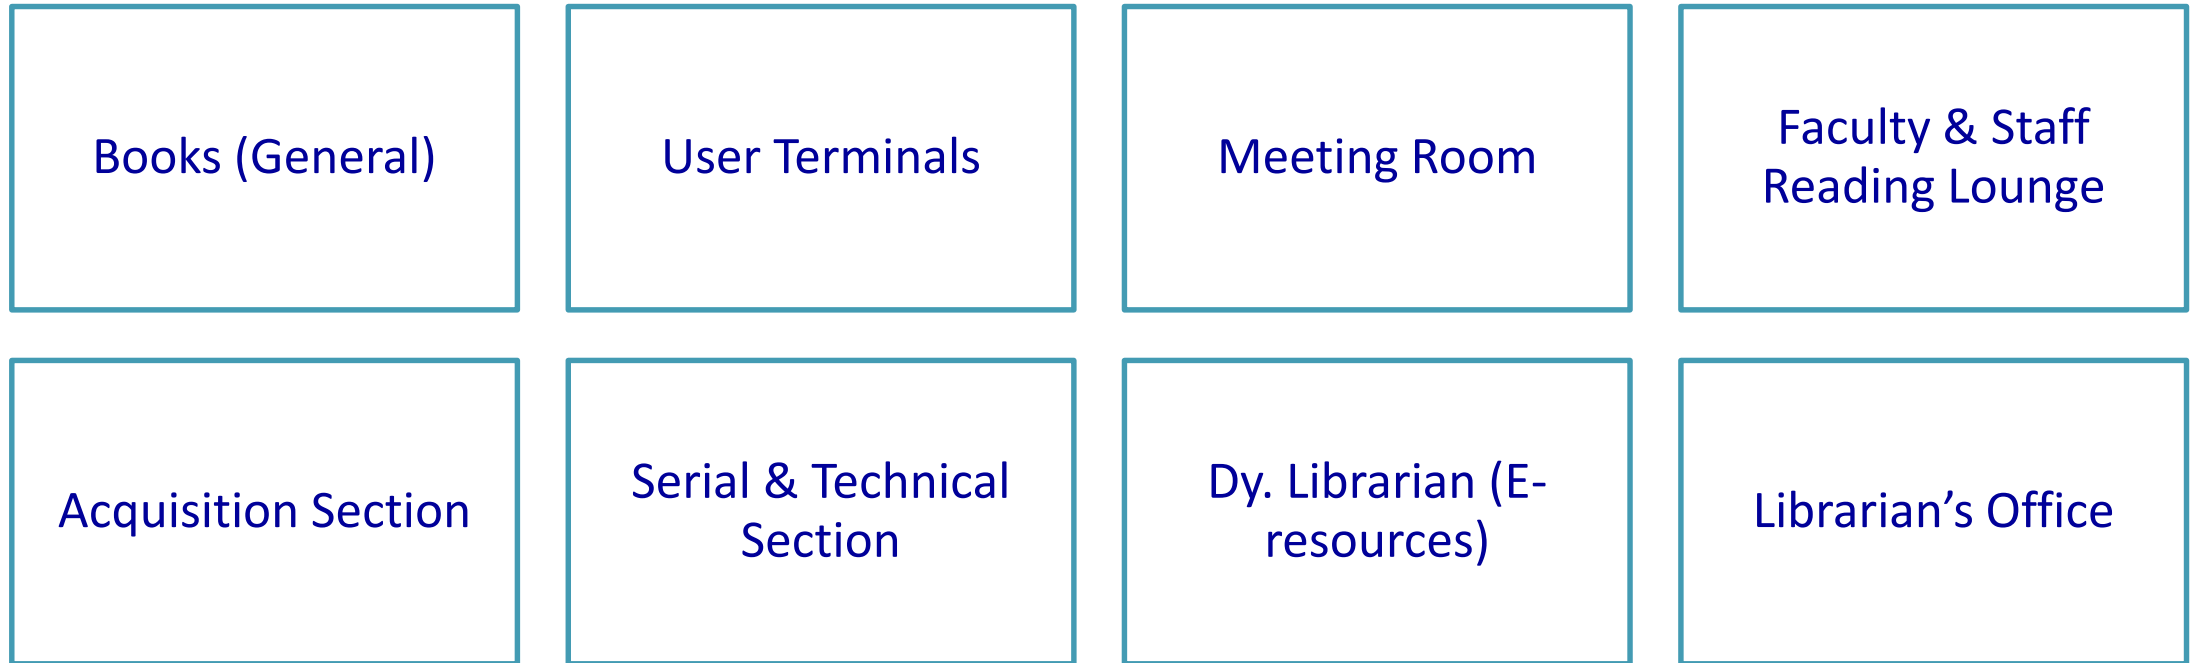 Books (General)
User Terminals
Meeting Room
Faculty & Staff
Reading Lounge
Acquisition Section
Serial & Technical
Section
Dy. Librarian (E-
resources)
Librarian’s Office